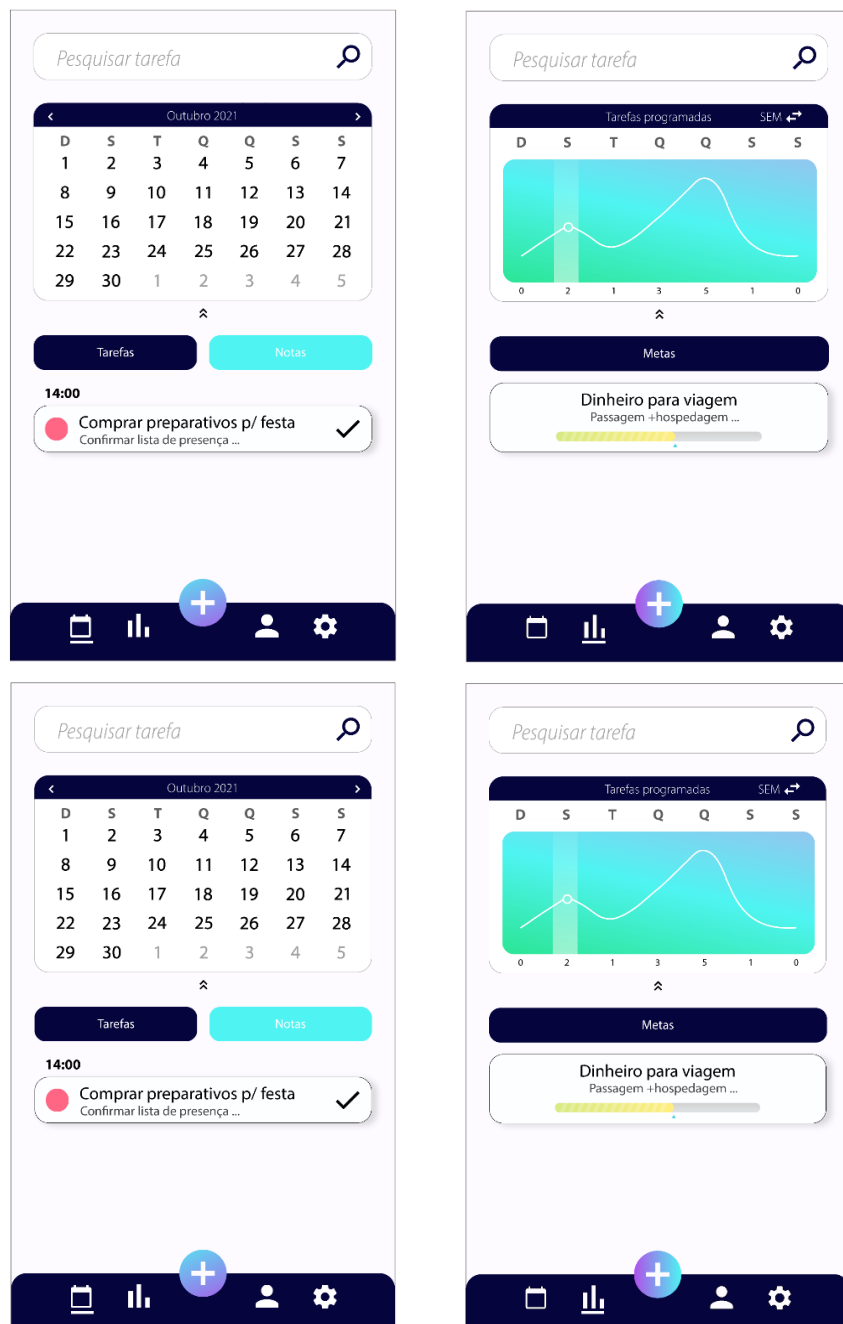 Pesquisar tarefa
Outubro 2021
D S T Q Q S S
1 2 3 4 5 6 7
8 9 10 11 12 13 14
15 16 17 18 19 20 21
22 23 24 25 26 27 28
29 30 1 2 3 4 5
Tarefas Notas
14:00
Comprar preparativos p/ festa
Confirmar lista de presença ...
Pesquisar tarefa
Tarefas programadas SEM
D S T Q Q S S
0 2 1 3 5 1 0
Metas
Dinheiro para viagem
Passagem +hospedagem ...
Pesquisar tarefa
Outubro 2021
D S T Q Q S S
1 2 3 4 5 6 7
8 9 10 11 12 13 14
15 16 17 18 19 20 21
22 23 24 25 26 27 28
29 30 1 2 3 4 5
Tarefas Notas
14:00
Comprar preparativos p/ festa
Confirmar lista de presença ...
Pesquisar tarefa
Tarefas programadas SEM
D S T Q Q S S
0 2 1 3 5 1 0
Metas
Dinheiro para viagem
Passagem +hospedagem ...